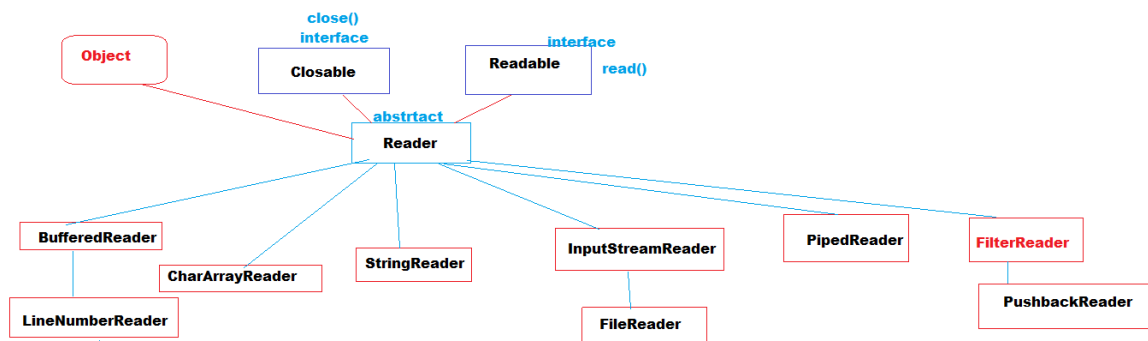 close()
interface
Object
Closable
interface
Readable
read()
abstrtact
Reader
BufferedReader
CharArrayReader
StringReader
InputStreamReader
PipedReader
FilterReader
LineNumberReader
FileReader
PushbackReader